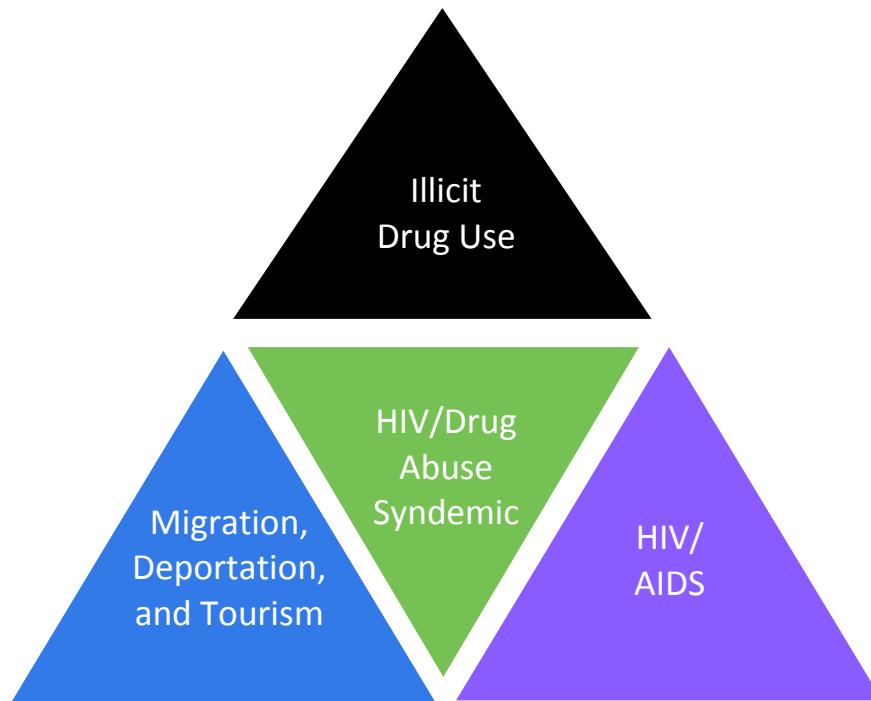 Illicit
Drug Use
HIV/Drug
Abuse
Syndemic
Migration,
Deportation,
and Tourism
HIV/
AIDS